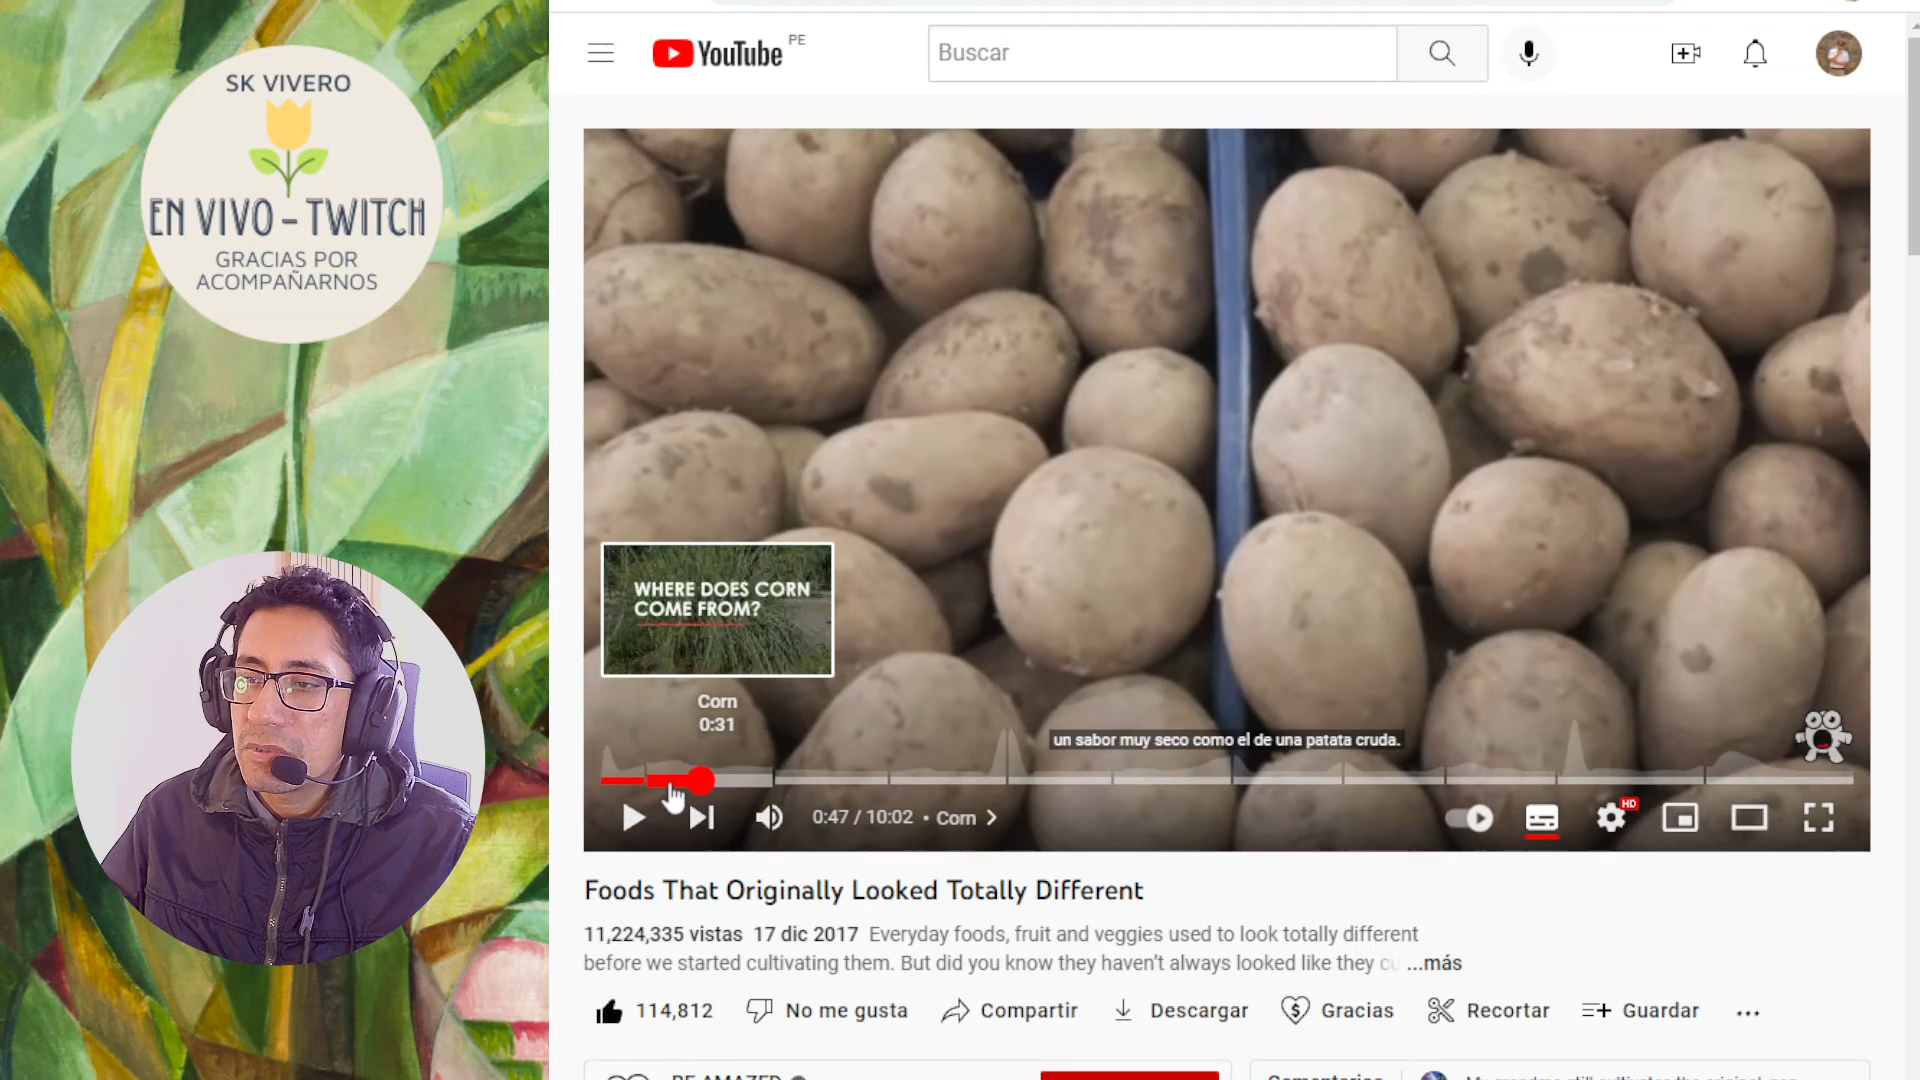 SK VIVERO
EN VIVO – TWITCH
GRACIAS POR
ACOMPAÑARNOS
YouTube PE
Buscar
WHERE DOES CORN
COME FROM?
Corn
0:31
un sabor muy seco como el de una patata cruda.
0:47 / 10:02 • Corn
HD
Foods That Originally Looked Totally Different
11,224,335 vistas 17 dic 2017 Everyday foods, fruit and veggies used to look totally different
before we started cultivating them. But did you know they haven't always looked like they cu ...más
114,812 No me gusta Compartir Descargar Gracias Recortar Guardar
BE AMAZED
Comentarios